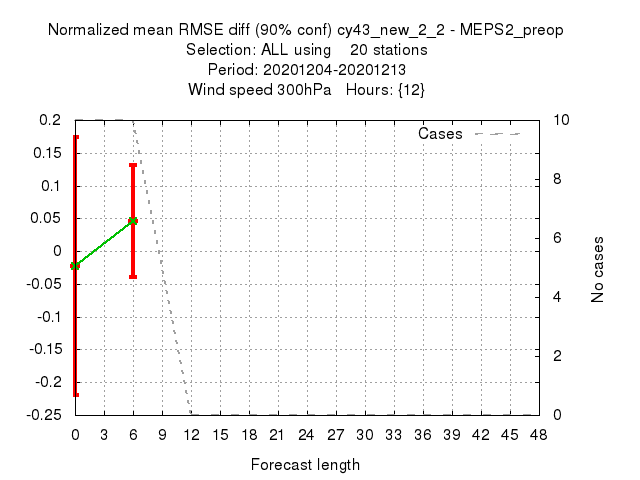 Normalized mean RMSE diff (90% conf) cy43_new_2_2 - MEPS2_preop
Selection: ALL using 20 stations
Period: 20201204-20201213
Wind speed 300hPa Hours: {12}
Cases
0.2
0.15
0.1
0.05
0
-0.05
-0.1
-0.15
-0.2
-0.25
10
8
6
4
2
0
No cases
0 3 6 9 12 15 18 21 24 27 30 33 36 39 42 45 48
Forecast length